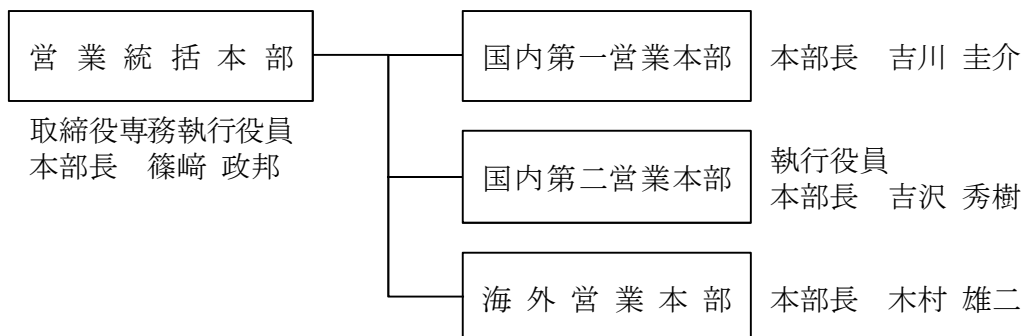 営業統括本部
取締役専務執行役員
本部長　篠﨑 政邦
国内第一営業本部
本部長　吉川 圭介
国内第二営業本部
執行役員
本部長　吉沢 秀樹
海外営業本部
本部長　木村 雄二